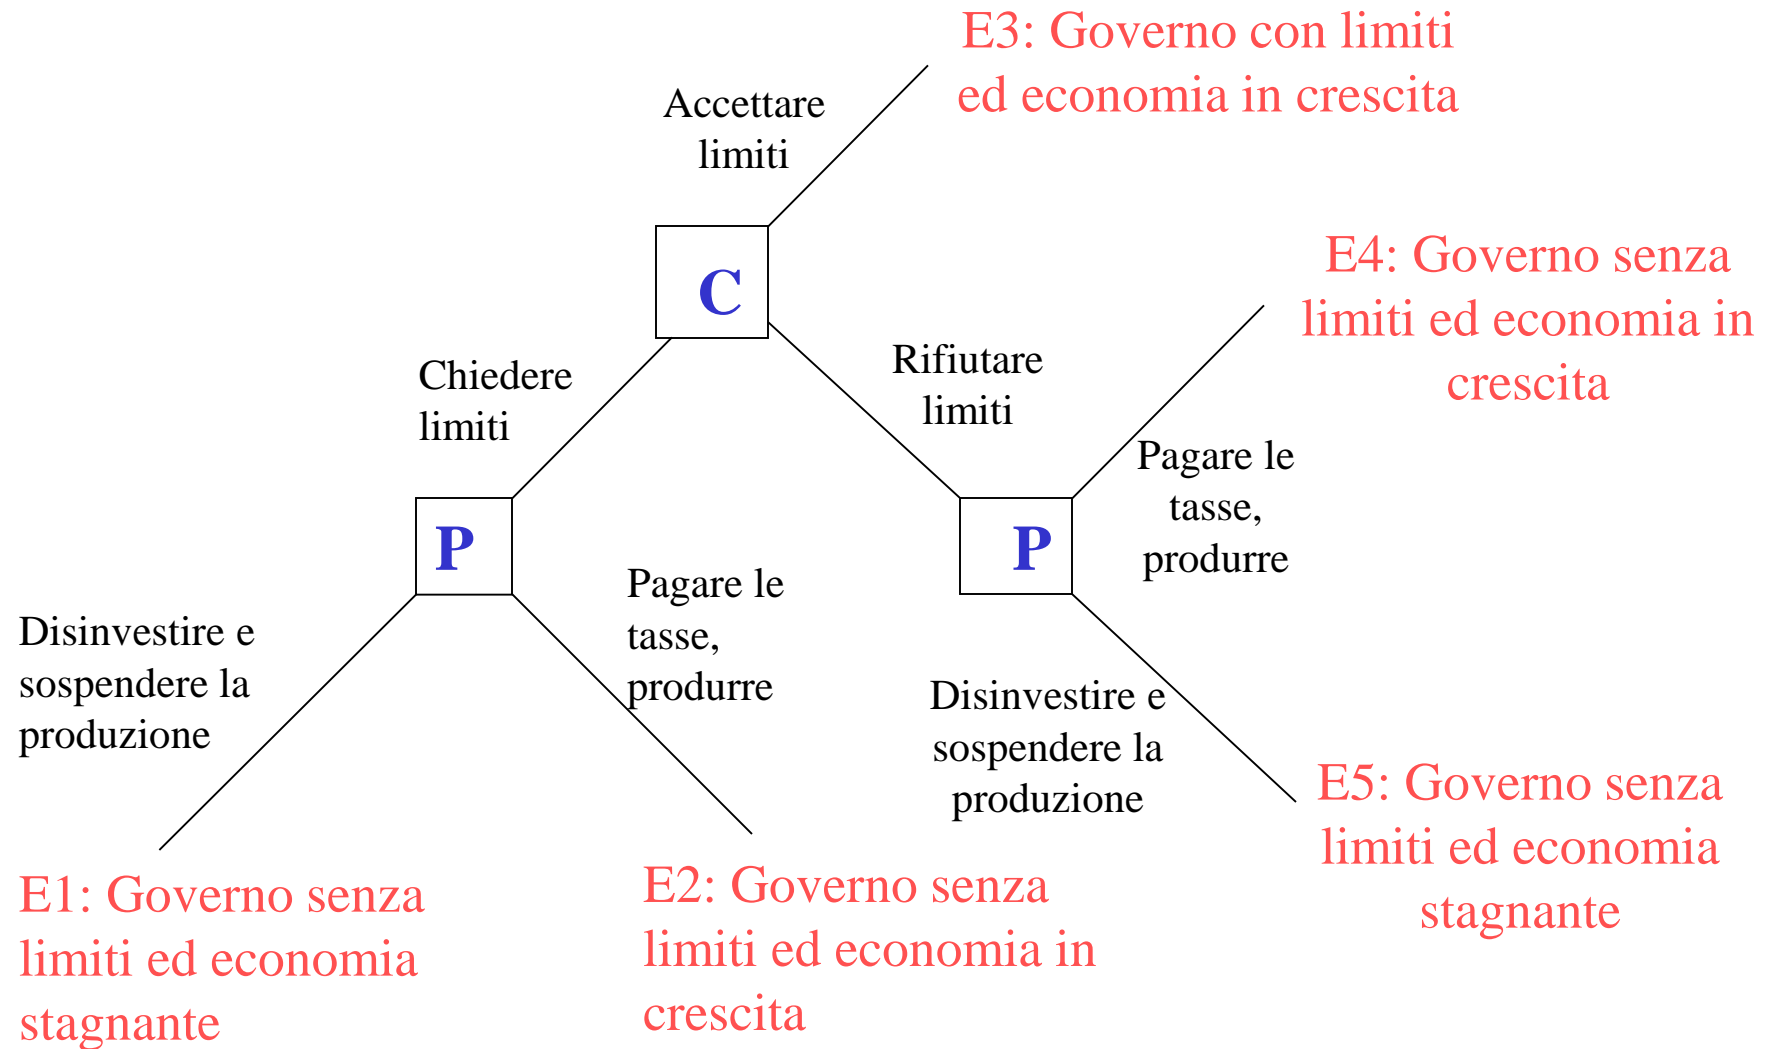 E3: Governo con limiti
ed economia in crescita
Accettare
limiti
C
E4: Governo senza
limiti ed economia in
crescita
Chiedere
limiti
Rifiutare
limiti
Pagare le
tasse,
produrre
P
P
Disinvestire e
sospendere la
produzione
Pagare le
tasse,
produrre
Disinvestire e
sospendere la
produzione
E5: Governo senza
limiti ed economia
stagnante
E1: Governo senza
limiti ed economia
stagnante
E2: Governo senza
limiti ed economia in
crescita